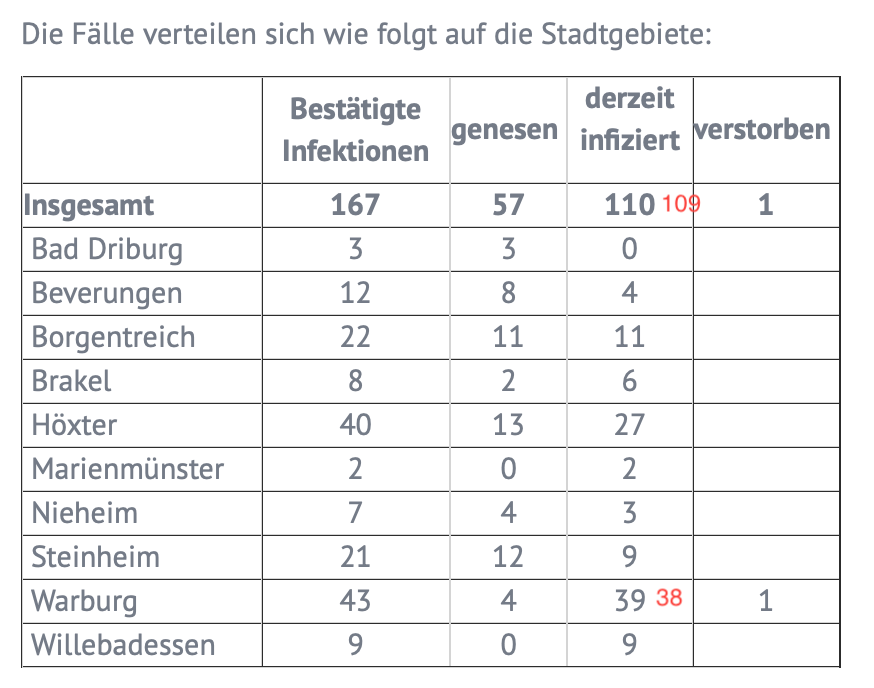 Die Fälle verteilen sich wie folgt auf die Stadtgebiete:
Bestätigte Infektionen genesen derzeit infiziert verstorben
Insgesamt 167 57 110 109 1
Bad Driburg 3 3 0
Beverungen 12 8 4
Borgentreich 22 11 11
Brakel 8 2 6
Höxter 40 13 27
Marienmünster 2 0 2
Nieheim 7 4 3
Steinheim 21 12 9
Warburg 43 4 39 38 1
Willebadessen 9 0 9